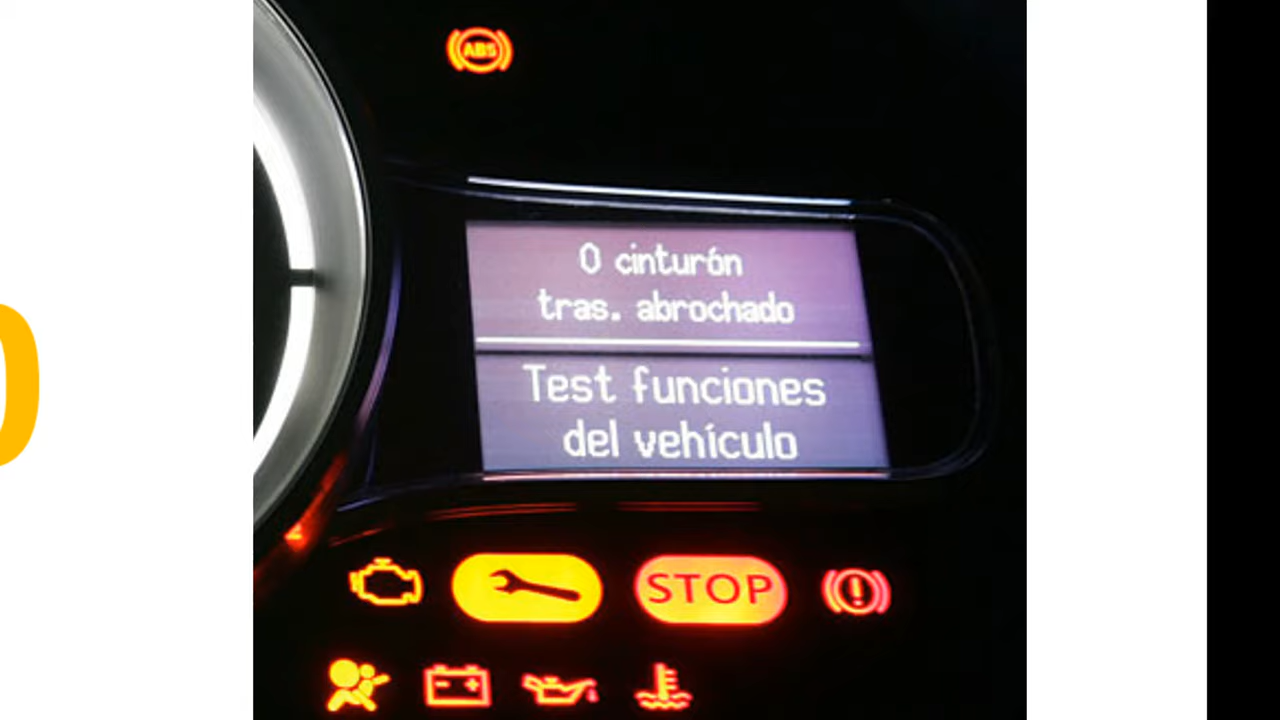 ABS
0 cinturón
tras. abrochado
Test funciones
del vehículo
STOP